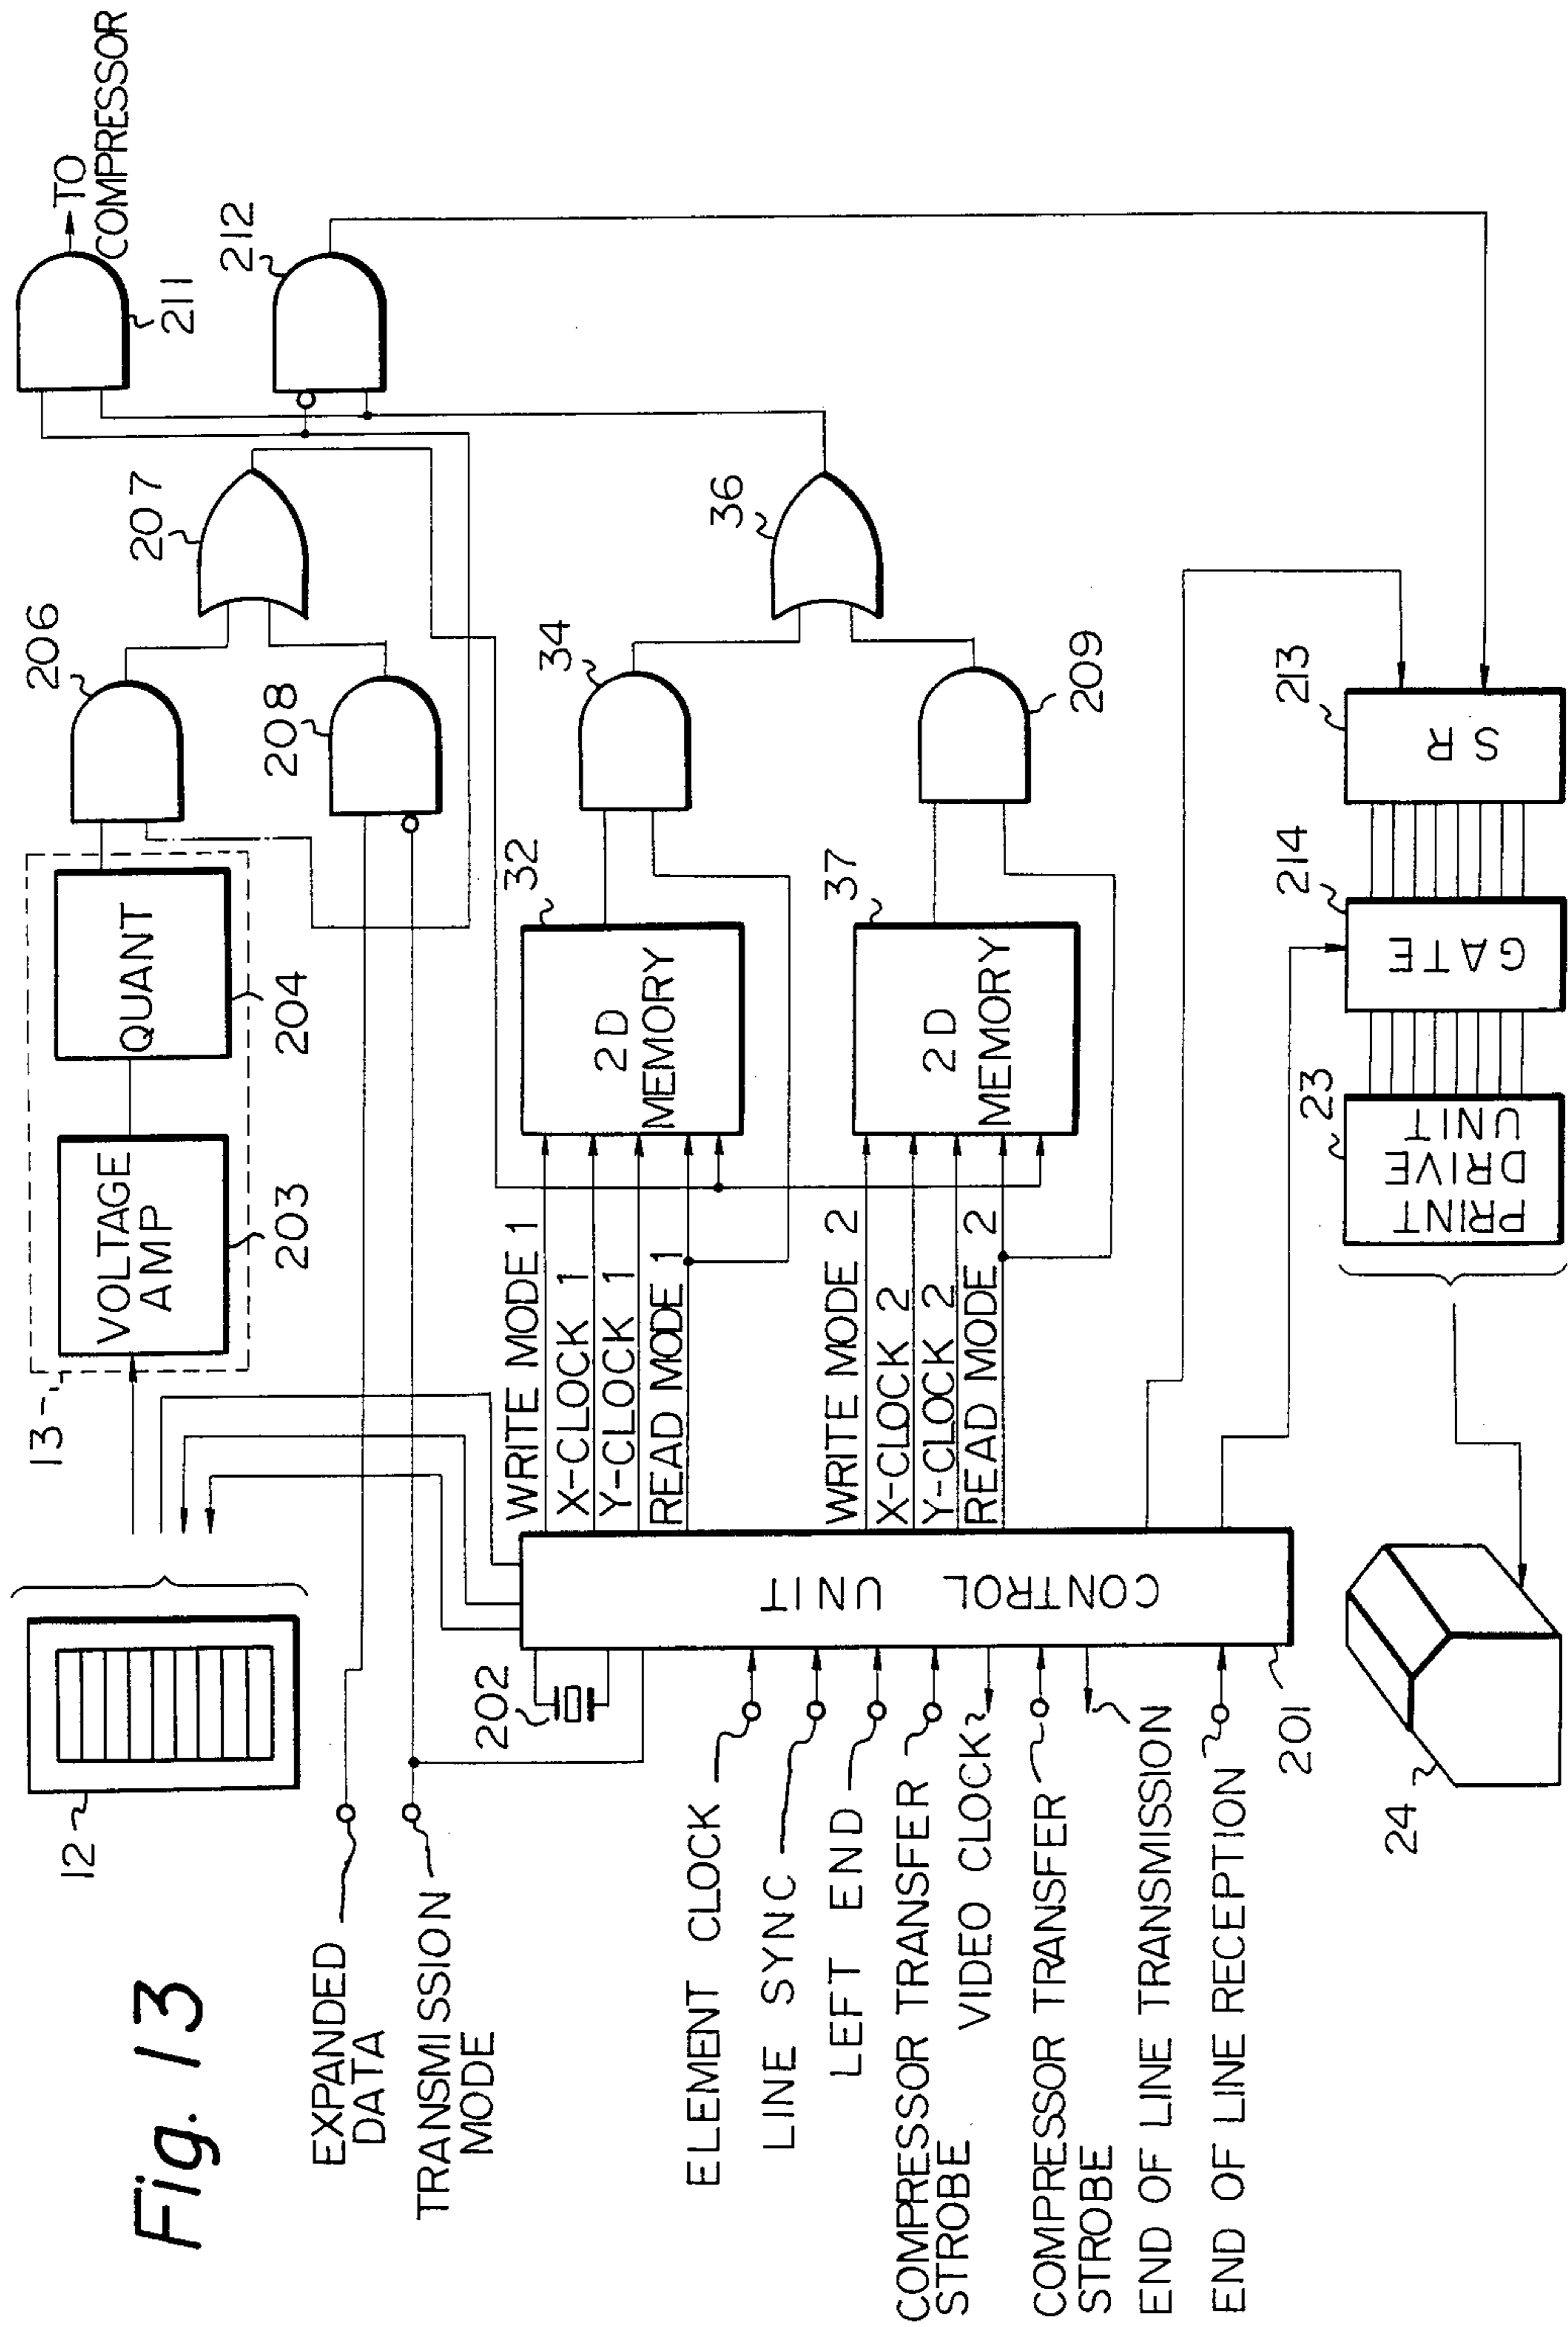 Fig. 13
12
13
VOLTAGE
AMP
203
QUANT
204
206
207
208
211
TO
COMPRESSOR
212
EXPANDED
DATA
TRANSMISSION
MODE
202
WRITE MODE 1
X-CLOCK 1
Y-CLOCK 1
READ MODE 1
32
2D
MEMORY
34
36
WRITE MODE 2
X-CLOCK 2
Y-CLOCK 2
READ MODE 2
37
2D
MEMORY
209
CONTROL UNIT
201
ELEMENT CLOCK
LINE SYNC
LEFT END
COMPRESSOR TRANSFER
STROBE
VIDEO CLOCK
COMPRESSOR TRANSFER
STROBE
END OF LINE TRANSMISSION
END OF LINE RECEPTION
24
23
PRINT
DRIVE
UNIT
214
GATE
213
SR